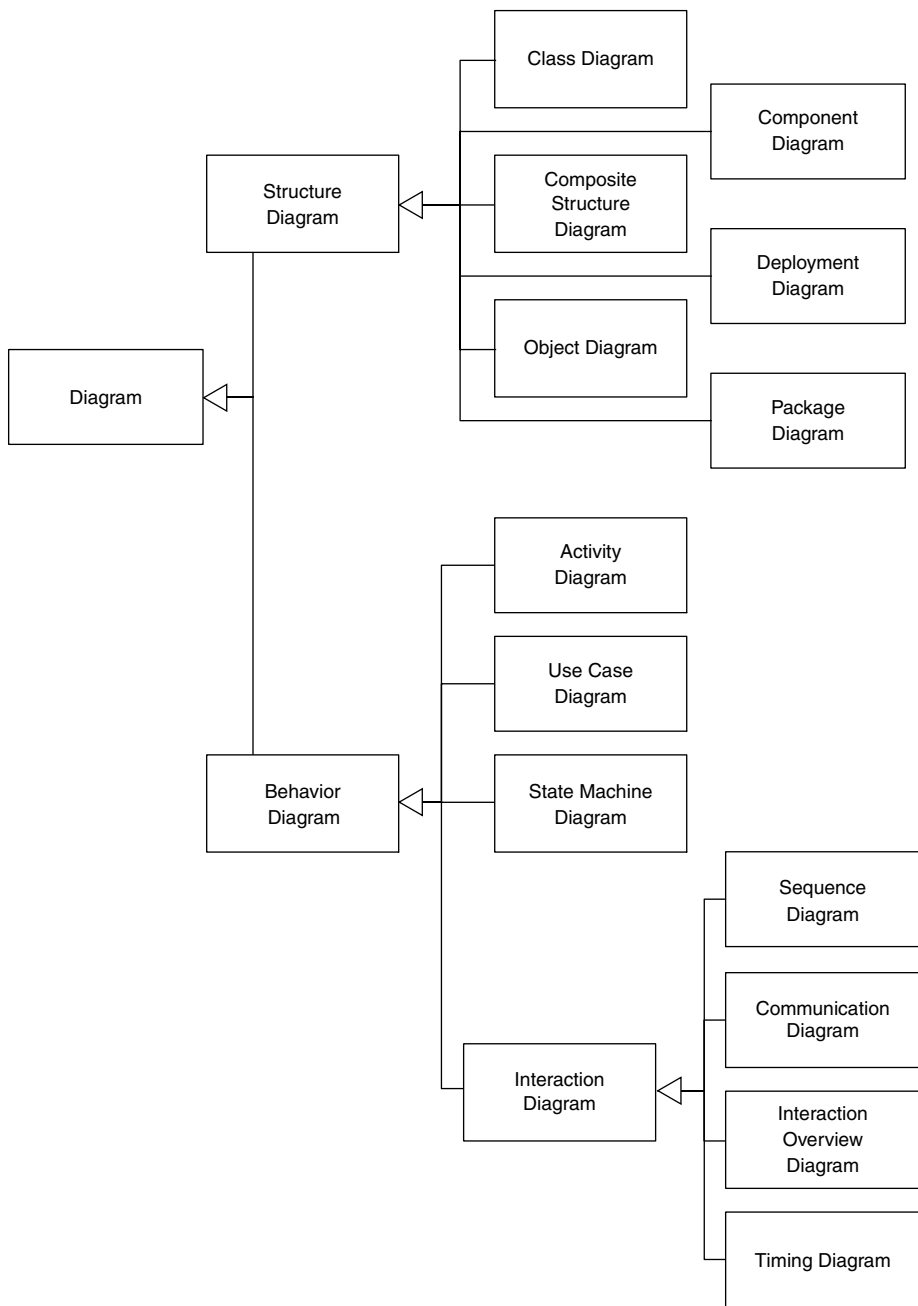 Class Diagram
Component
Diagram
Structure
Diagram
Composite
Structure
Diagram
Deployment
Diagram
Object Diagram
Diagram
Package
Diagram
Activity
Diagram
Use Case
Diagram
Behavior
Diagram
State Machine
Diagram
Sequence
Diagram
Communication
Diagram
Interaction
Diagram
Interaction
Overview
Diagram
Timing Diagram